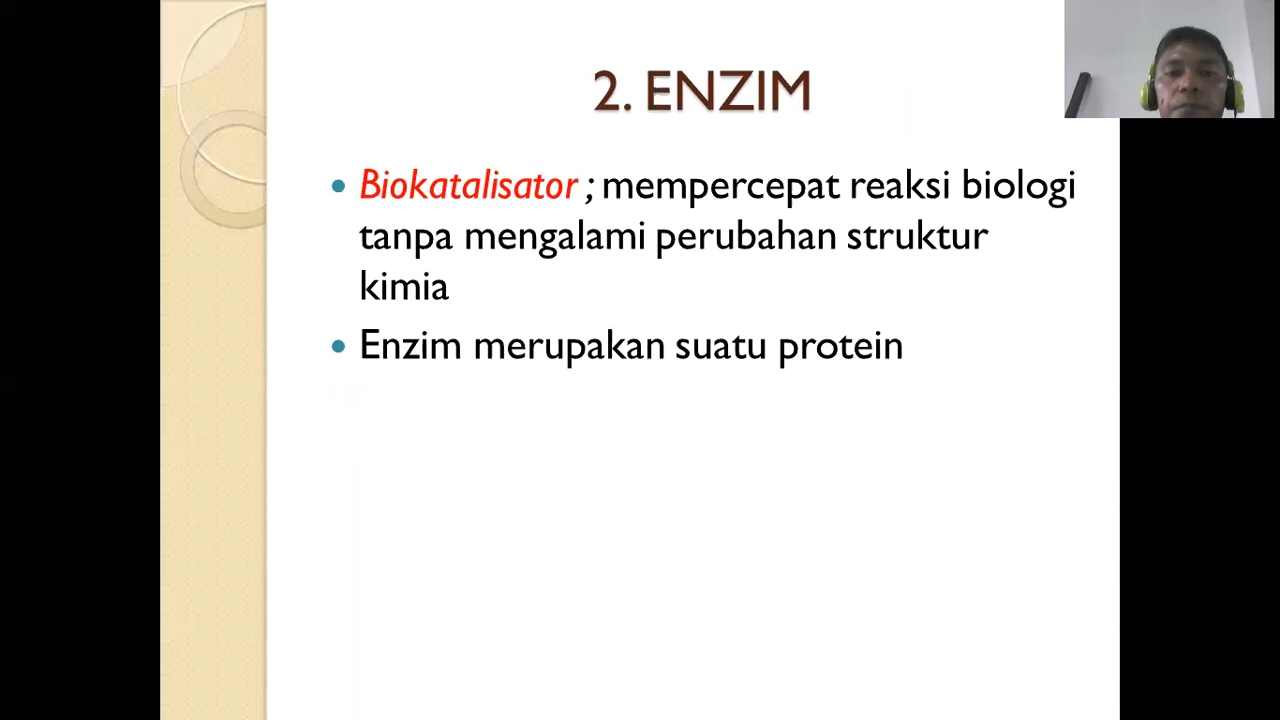 2. ENZIM
• Biokatalisator ; mempercepat reaksi biologi
tanpa mengalami perubahan struktur
kimia
• Enzim merupakan suatu protein